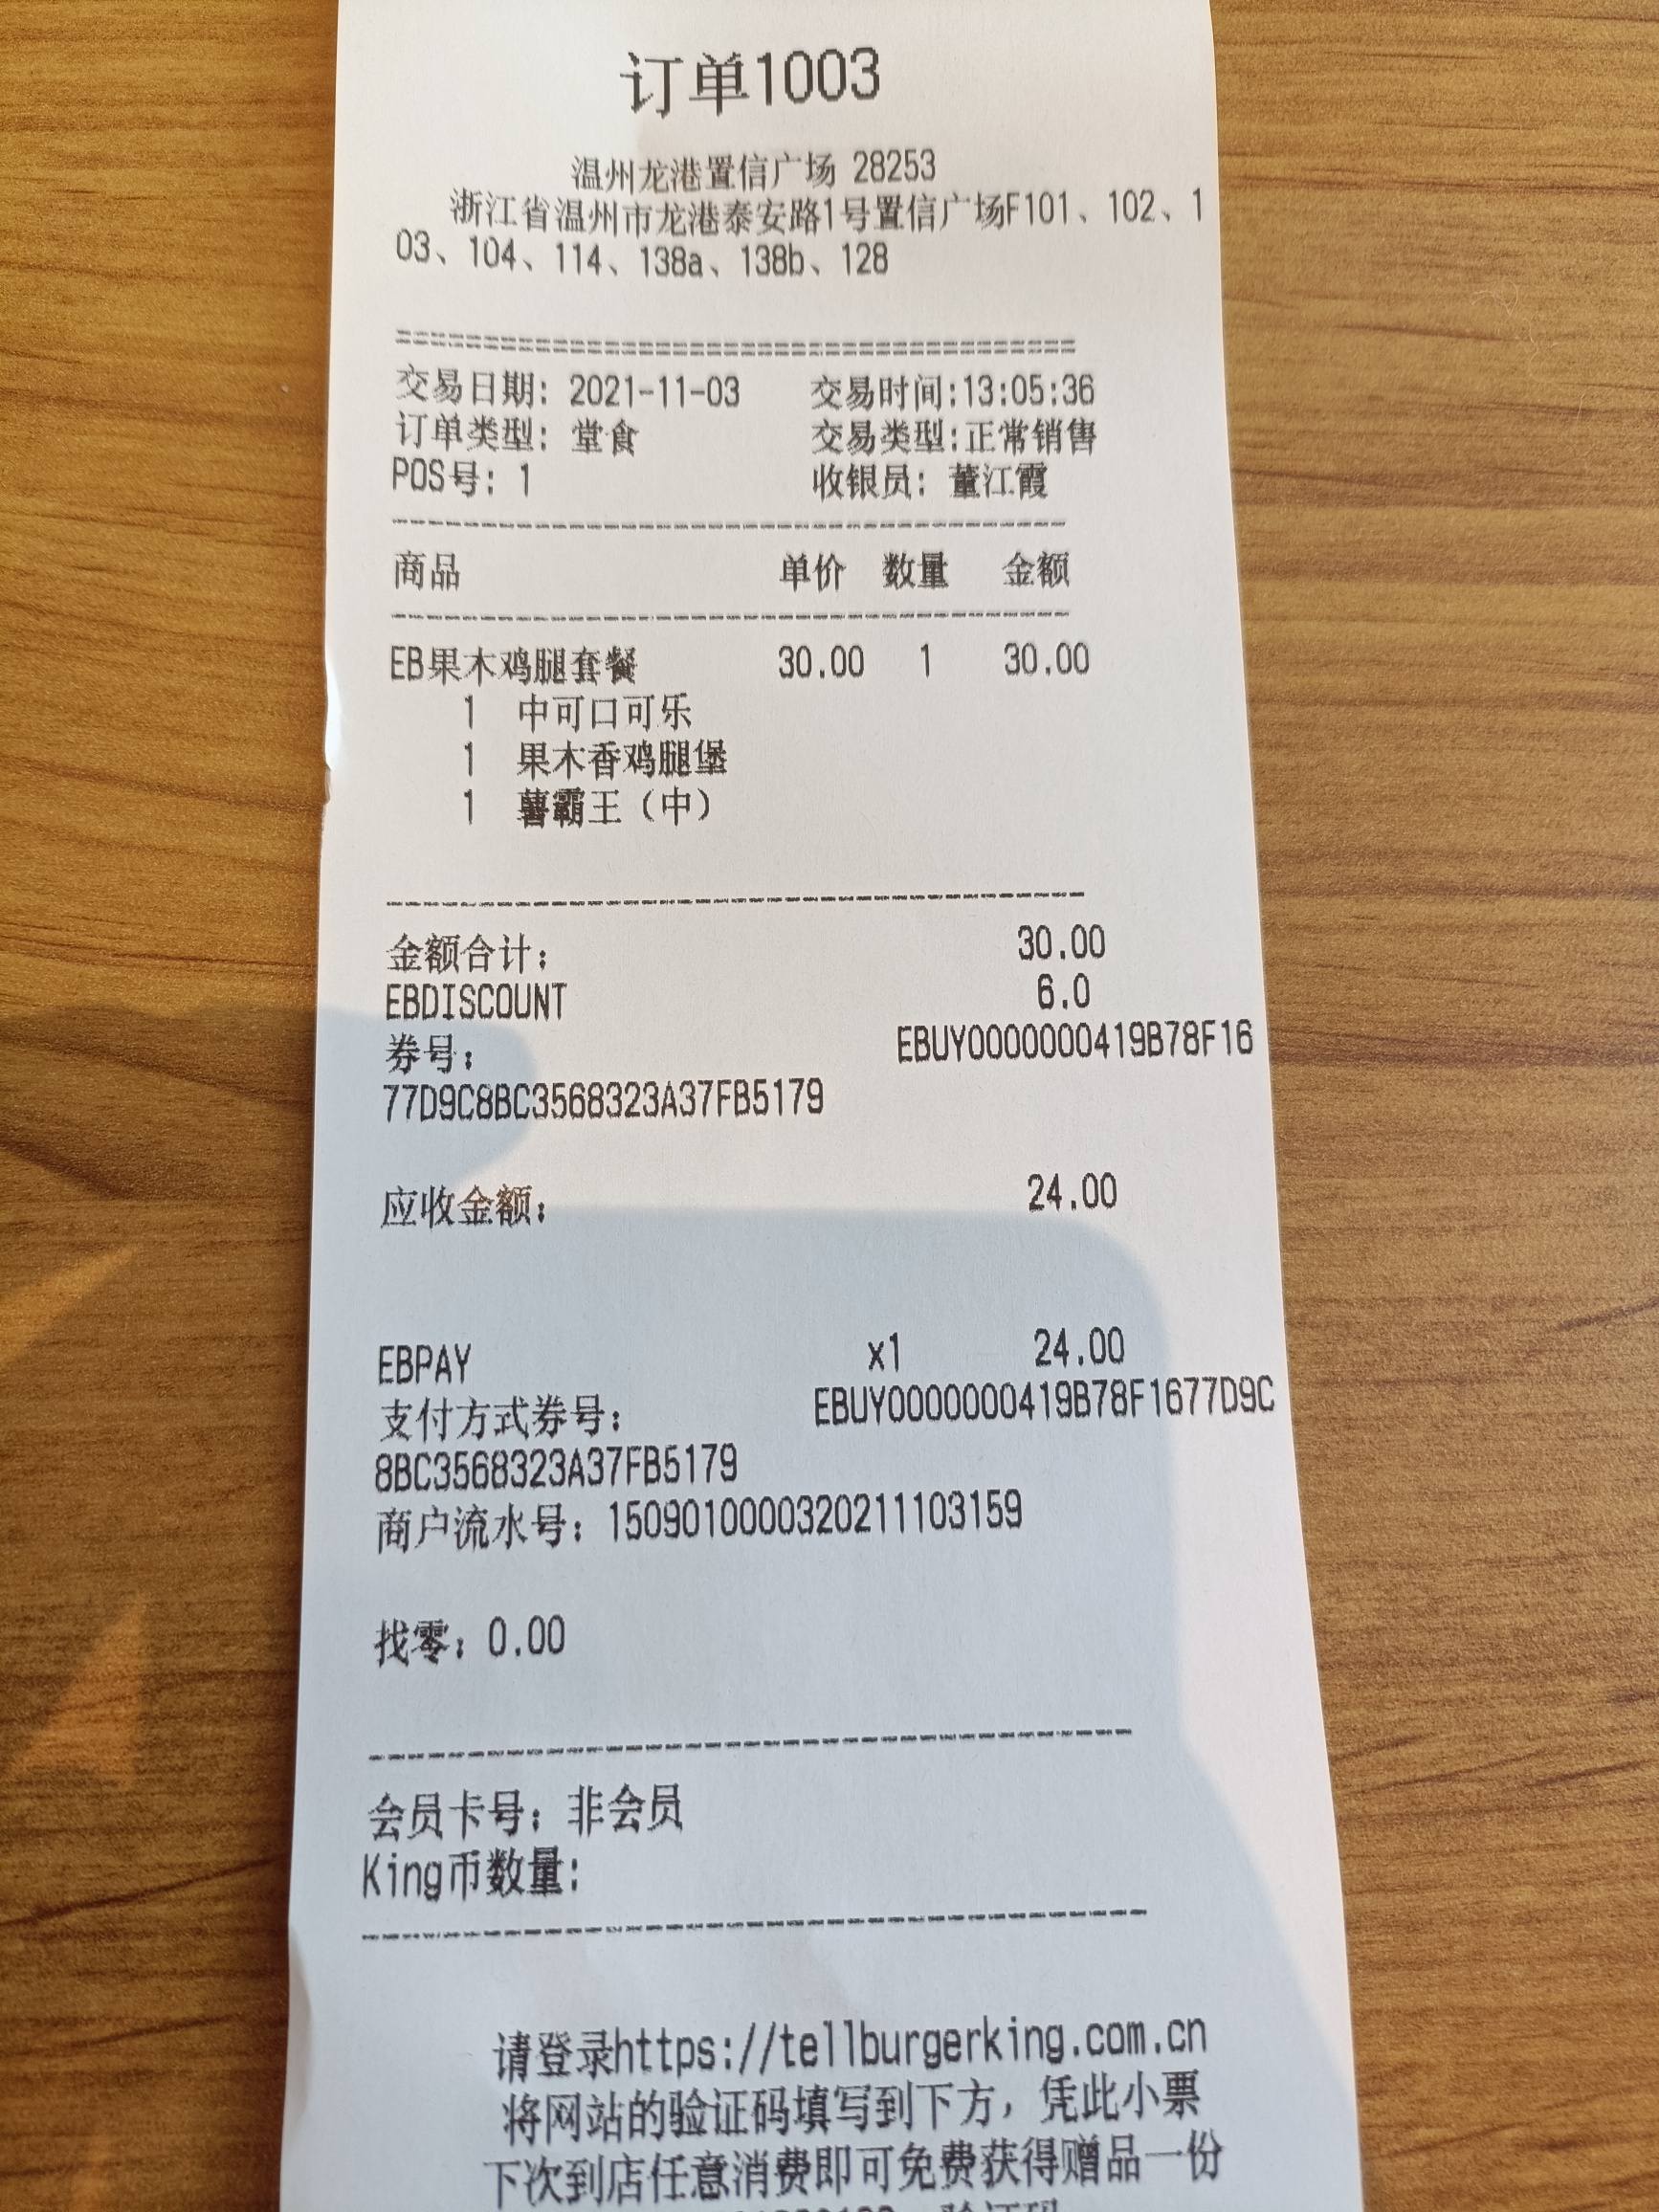 订单1003
温州龙港置信广场 28253
浙江省温州市龙港泰安路1号置信广场F101、102、1
03、104、114、138a、138b、128
交易日期: 2021-11-03 交易时间:13:05:36
订单类型: 堂食 交易类型:正常销售
POS号: 1 收银员: 董江霞
商品 单价 数量 金额
EB果木鸡腿套餐 30.00 1 30.00
1 中可口可乐
1 果木香鸡腿堡
1 薯霸王（中）
金额合计: 30.00
EBDISCOUNT 6.0
券号: EBUY0000000419B78F16
77D9C8BC3568323A37FB5179
应收金额: 24.00
EBPAY x1 24.00
支付方式券号: EBUY0000000419B78F1677D9C
8BC3568323A37FB5179
商户流水号: 1509010000320211103159
找零: 0.00
会员卡号: 非会员
King币数量:
请登录https://tellburgerking.com.cn
将网站的验证码填写到下方，凭此小票
下次到店任意消费即可免费获得赠品一份
验证码